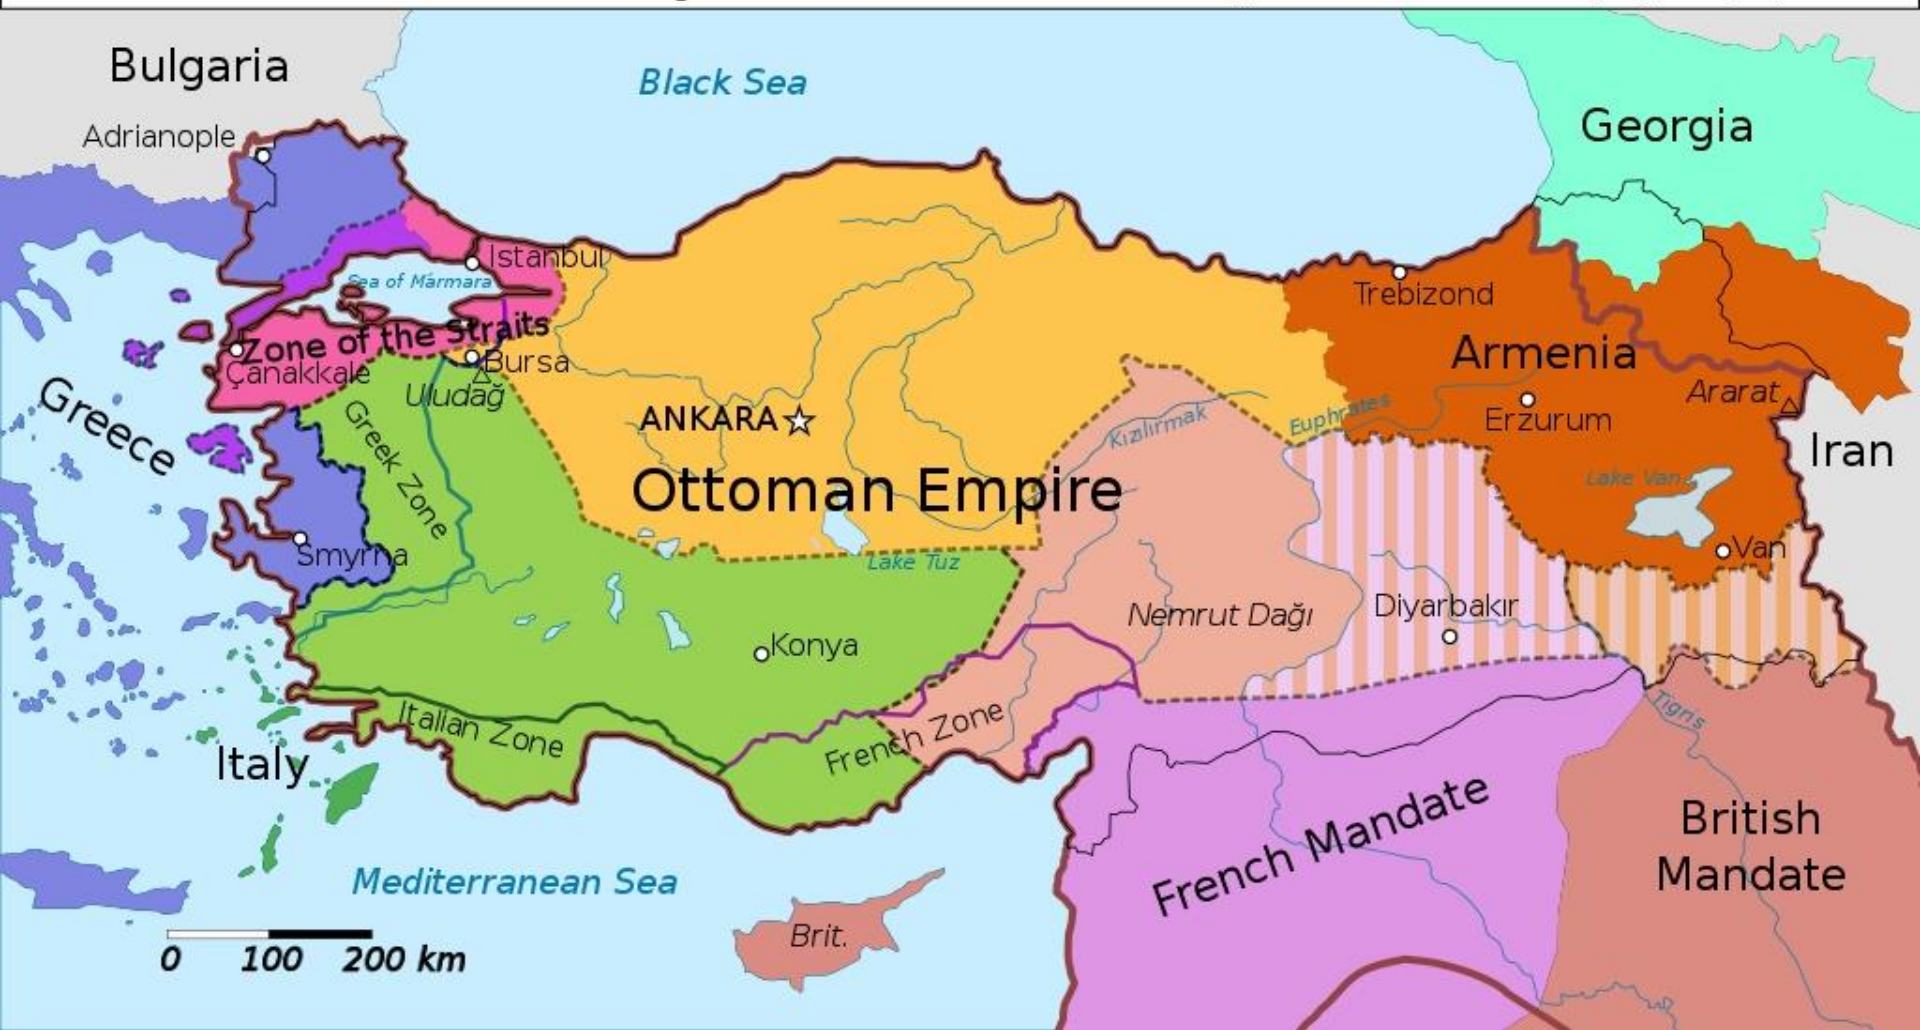 Bulgaria
Black Sea
Georgia
Adrianople
Istanbul
Sea of Marmara
Trebizond
Zone of the Straits
Armenia
Bursa
Çanakkale
Uludağ
Ararat
Greece
ANKARA
Euphrates
Erzurum
Kızılırmak
Greek Zone
Iran
Ottoman Empire
Lake Van
Smyrna
Van
Lake Tuz
Nemrut Dağı
Diyarbakır
Konya
Tigris
Italian Zone
French Zone
Italy
French Mandate
British
Mandate
Mediterranean Sea
Brit.
0 100 200 km